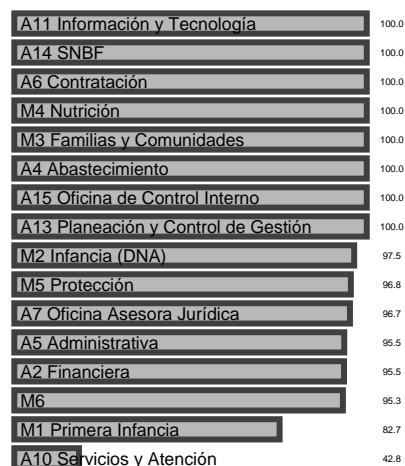 A11 Información y Tecnología 100.0
A14 SNBF 100.0
A6 Contratación 100.0
M4 Nutrición 100.0
M3 Familias y Comunidades 100.0
A4 Abastecimiento 100.0
A15 Oficina de Control Interno 100.0
A13 Planeación y Control de Gestión 100.0
M2 Infancia (DNA) 97.5
M5 Protección 96.8
A7 Oficina Asesora Jurídica 96.7
A5 Administrativa 95.5
A2 Financiera 95.5
M6 95.3
M1 Primera Infancia 82.7
A10 Servicios y Atención 42.8